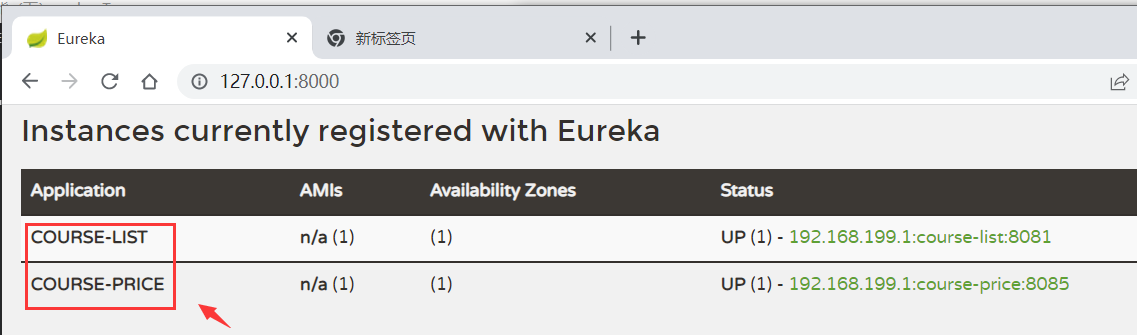 Eureka
新标签页
127.0.0.1:8000
Instances currently registered with Eureka
Application AMIs Availability Zones Status
COURSE-LIST n/a (1) (1) UP (1) - 192.168.199.1:course-list:8081
COURSE-PRICE n/a (1) (1) UP (1) - 192.168.199.1:course-price:8085